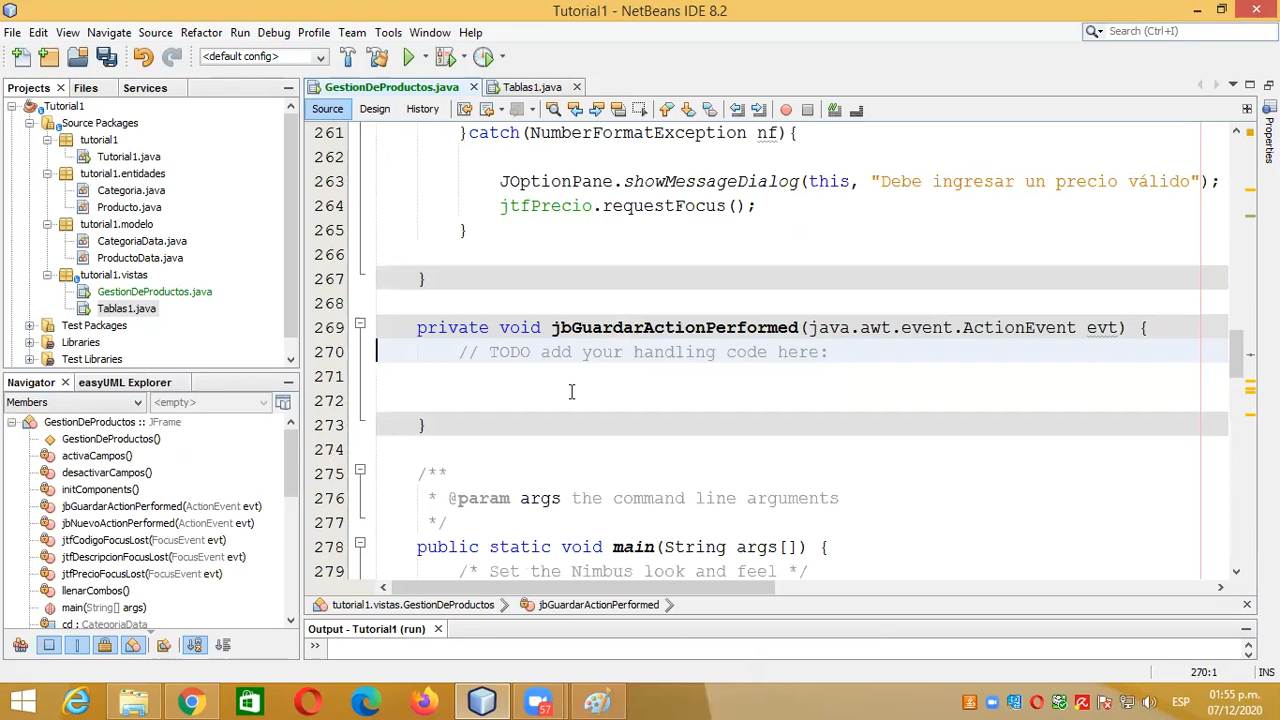 Tutorial1 - NetBeans IDE 8.2
File Edit View Navigate Source Refactor Run Debug Profile Team Tools Window Help
Search (Ctrl+I)
<default config>
Projects Files Services
GestionDeProductos.java Tablas1.java
Source Design History
Tutorial1
Source Packages
tutorial1
Tutorial1.java
tutorial1.entidades
Categoria.java
Producto.java
tutorial1.modelo
CategoriaData.java
ProductoData.java
tutorial1.vistas
GestionDeProductos.java
Tablas1.java
Test Packages
Libraries
Test Libraries
Navigator easyUML Explorer
Members <empty>
GestionDeProductos :: JFrame
GestionDeProductos()
activaCampos()
desactivarCampos()
initComponents()
jbGuardarActionPerformed(ActionEvent evt)
jbNuevoActionPerformed(ActionEvent evt)
jtfCodigoFocusLost(FocusEvent evt)
jtfDescripcionFocusLost(FocusEvent evt)
jtfPrecioFocusLost(FocusEvent evt)
llenarCombos()
main(String[] args)
cd : CategoriaData
261 }catch(NumberFormatException nf){
262
263 JOptionPane.showMessageDialog(this, "Debe ingresar un precio válido");
264 jtfPrecio.requestFocus();
265 }
266
267 }
268
269 private void jbGuardarActionPerformed(java.awt.event.ActionEvent evt) {
270 // TODO add your handling code here:
271
272
273 }
274
275 /**
276 * @param args the command line arguments
277 */
278 public static void main(String args[]) {
279 /* Set the Nimbus look and feel */
Properties
tutorial1.vistas.GestionDeProductos jbGuardarActionPerformed
Output - Tutorial1 (run)
270:1 INS
57
ESP
01:55 p.m.
07/12/2020